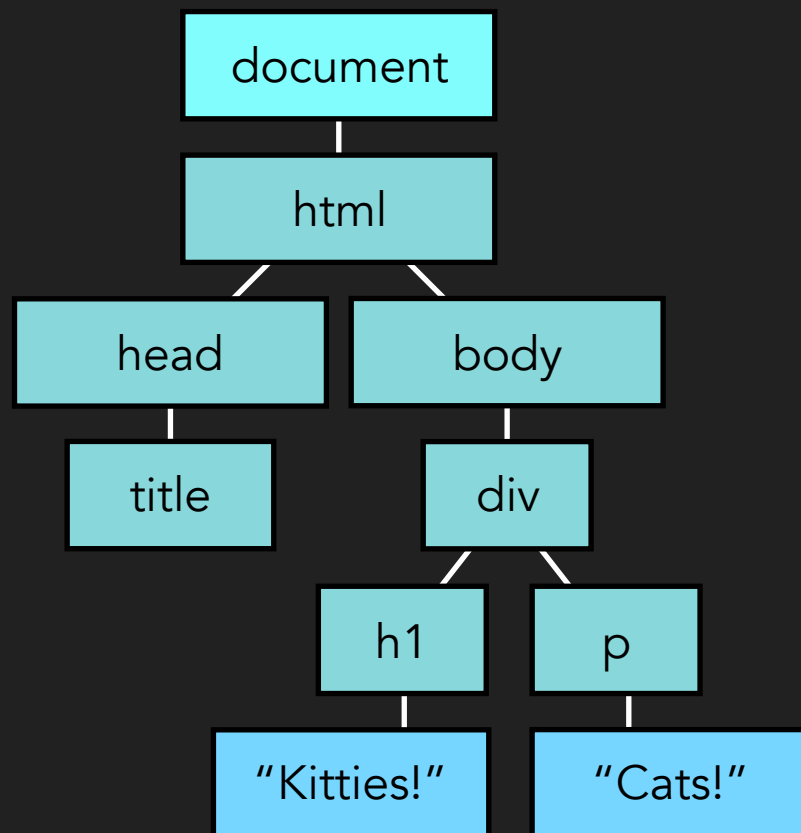 document
html
head
body
title
div
h1
p
“Kitties!”
“Cats!”